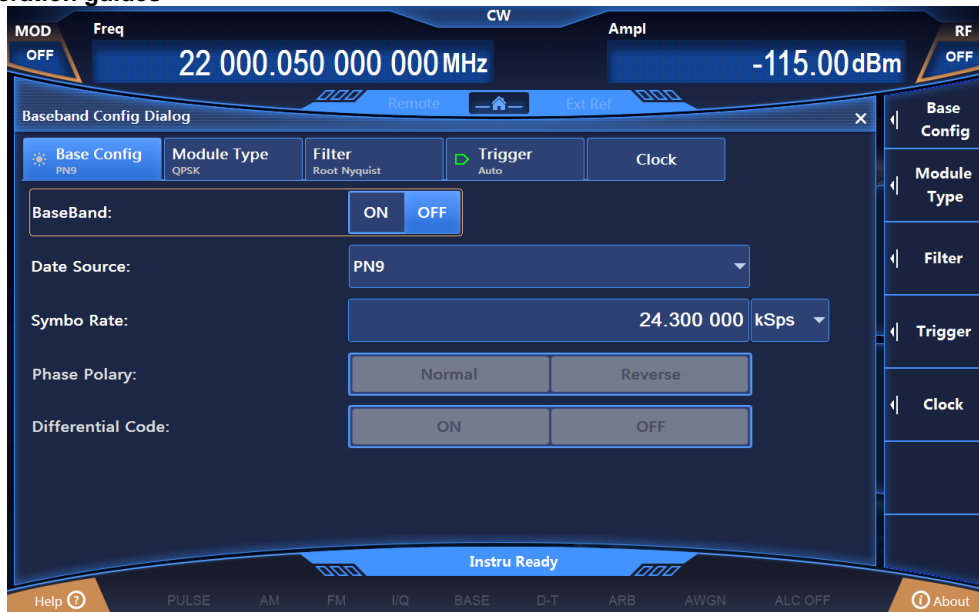 CW
MOD Freq Ampl RF
OFF 22 000.050 000 000 MHz -115.00 dBm OFF
Remote Ext Ref
Baseband Config Dialog ×
Base Config
PN9
Module Type
QPSK
Filter
Root Nyquist
Trigger
Auto
Clock
BaseBand: ON OFF
Date Source: PN9
Symbo Rate: 24.300 000 kSps
Phase Polary: Normal Reverse
Differential Code: ON OFF
Base
Config
Module
Type
Filter
Trigger
Clock
Instru Ready
Help ? PULSE AM FM I/Q BASE D-T ARB AWGN ALC OFF i About